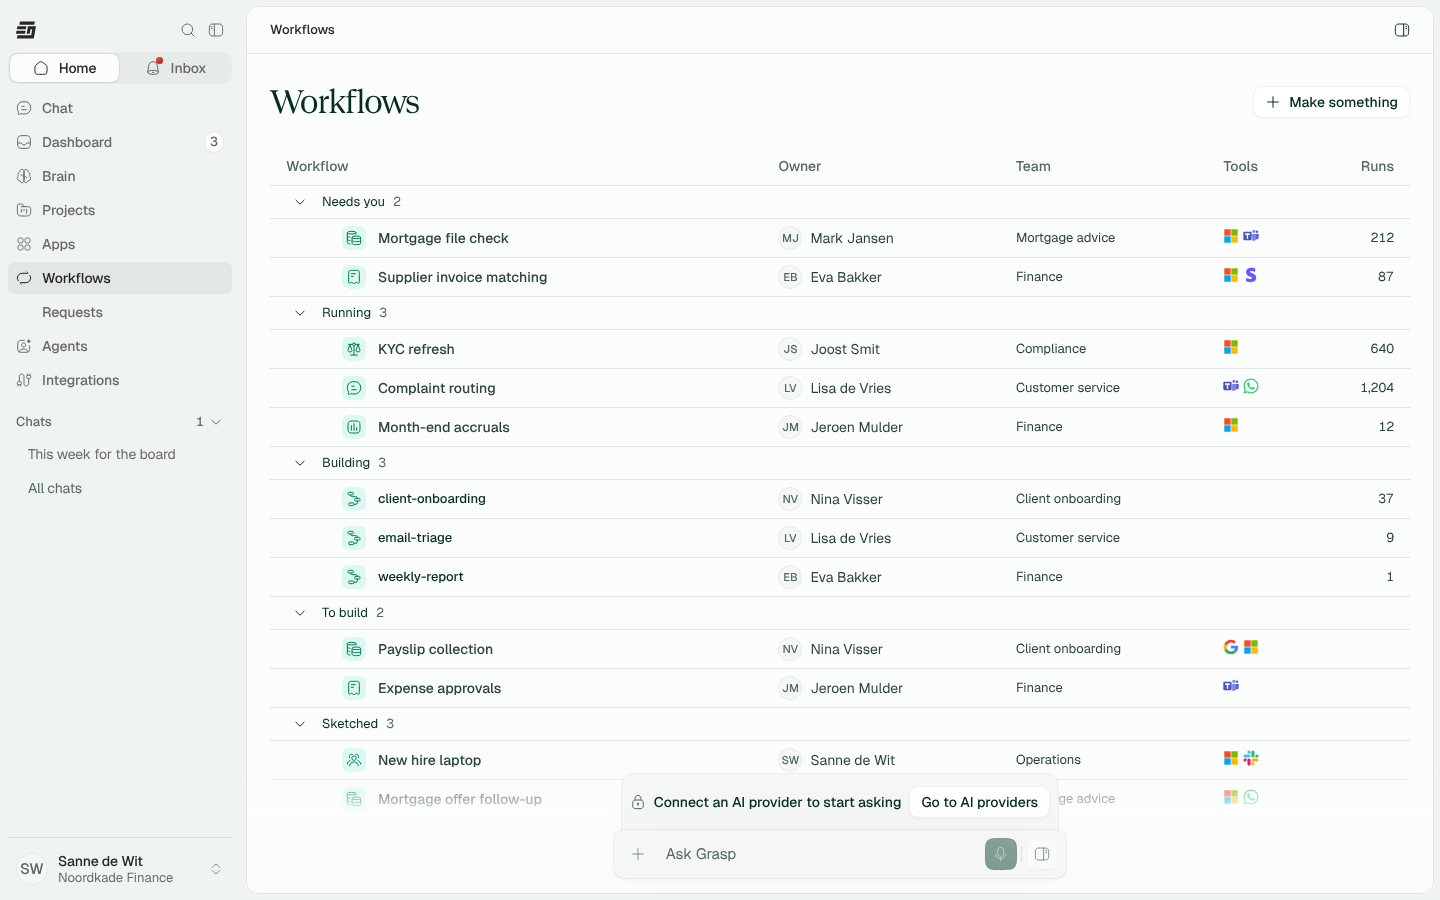 Workflows
Home
Inbox
Chat
Dashboard 3
Brain
Projects
Apps
Workflows
Requests
Agents
Integrations
Chats 1
This week for the board
All chats
SW Sanne de Wit
Noordkade Finance
Workflows
Make something
Workflow Owner Team Tools Runs
Needs you 2
Mortgage file check MJ Mark Jansen Mortgage advice 212
Supplier invoice matching EB Eva Bakker Finance 87
Running 3
KYC refresh JS Joost Smit Compliance 640
Complaint routing LV Lisa de Vries Customer service 1,204
Month-end accruals JM Jeroen Mulder Finance 12
Building 3
client-onboarding NV Nina Visser Client onboarding 37
email-triage LV Lisa de Vries Customer service 9
weekly-report EB Eva Bakker Finance 1
To build 2
Payslip collection NV Nina Visser Client onboarding
Expense approvals JM Jeroen Mulder Finance
Sketched 3
New hire laptop SW Sanne de Wit Operations
Mortgage offer follow-up advice
Connect an AI provider to start asking Go to AI providers
Ask Grasp